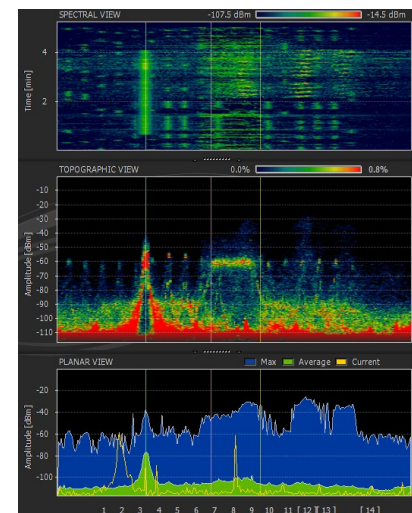 SPECTRAL VIEW -107.5 dBm -14.5 dBm
Time [min]
4
2
TOPOGRAPHIC VIEW 0.0% 0.8%
Amplitude [dBm]
-10
-20
-30
-40
-50
-60
-70
-80
-90
-100
-110
PLANAR VIEW Max Average Current
Amplitude [dBm]
-20
-40
-60
-80
-100
1 2 3 4 5 6 7 8 9 10 11 [ 12 ][ 13 ] [ 14 ]